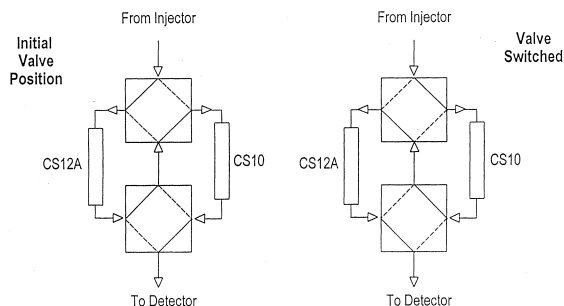 From Injector
Initial
Valve
Position
CS12A
CS10
To Detector
From Injector
Valve
Switched
CS12A
CS10
To Detector